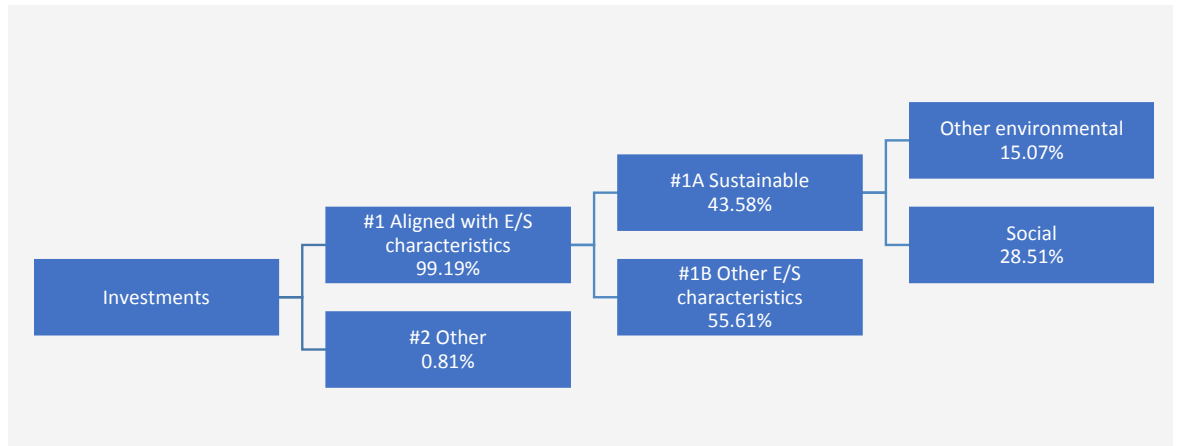 Investments
#1 Aligned with E/S
characteristics
99.19%
#2 Other
0.81%
#1A Sustainable
43.58%
#1B Other E/S
characteristics
55.61%
Other environmental
15.07%
Social
28.51%